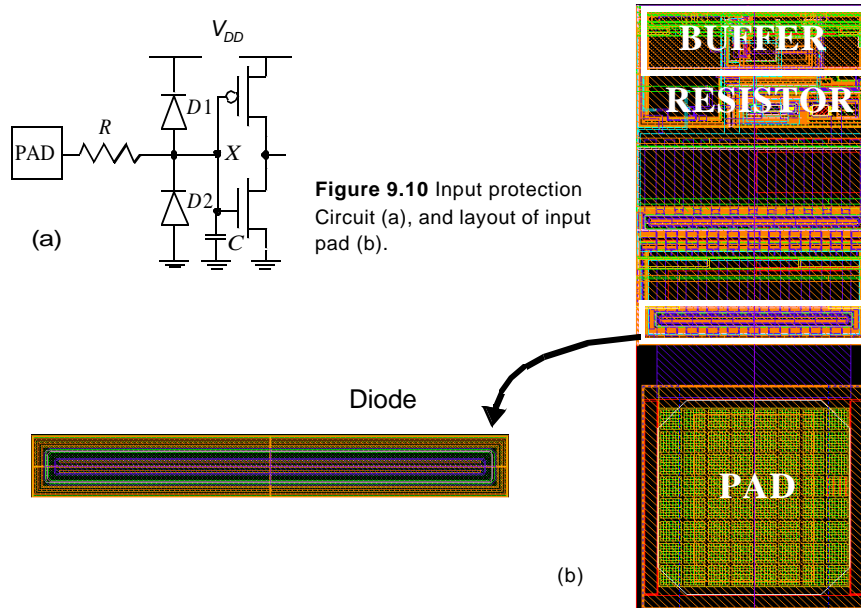 V_DD
D1
R
PAD
X
D2
C
(a)
Figure 9.10 Input protection
Circuit (a), and layout of input
pad (b).
BUFFER
RESISTOR
Diode
PAD
(b)